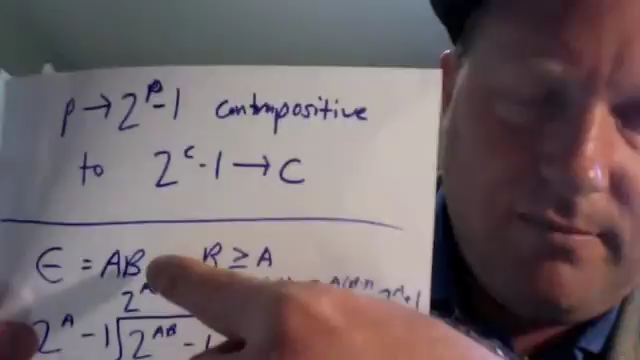 p → 2^p - 1 contrapositive
to 2^c - 1 → C
E = AB B ≥ A
2^A - 1 √ 2^AB - 1